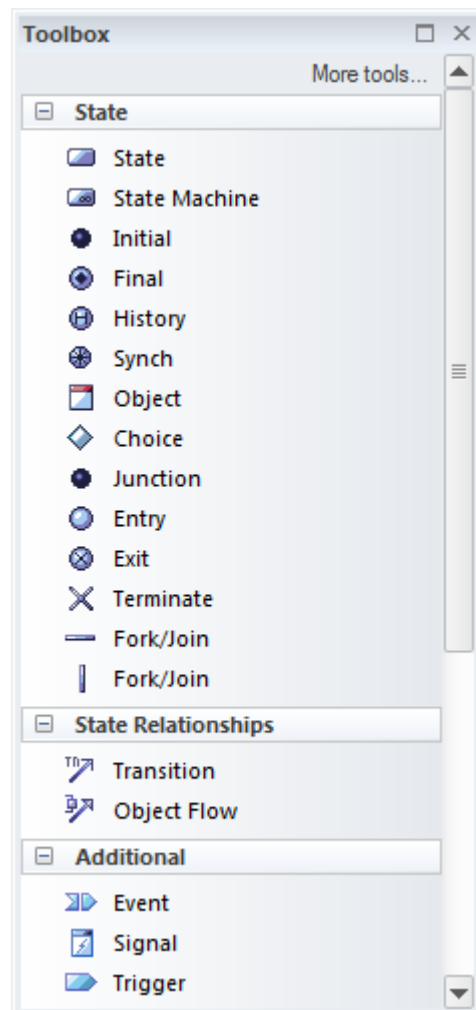 Toolbox
More tools...
State
State
State Machine
Initial
Final
History
Synch
Object
Choice
Junction
Entry
Exit
Terminate
Fork/Join
Fork/Join
State Relationships
Transition
Object Flow
Additional
Event
Signal
Trigger